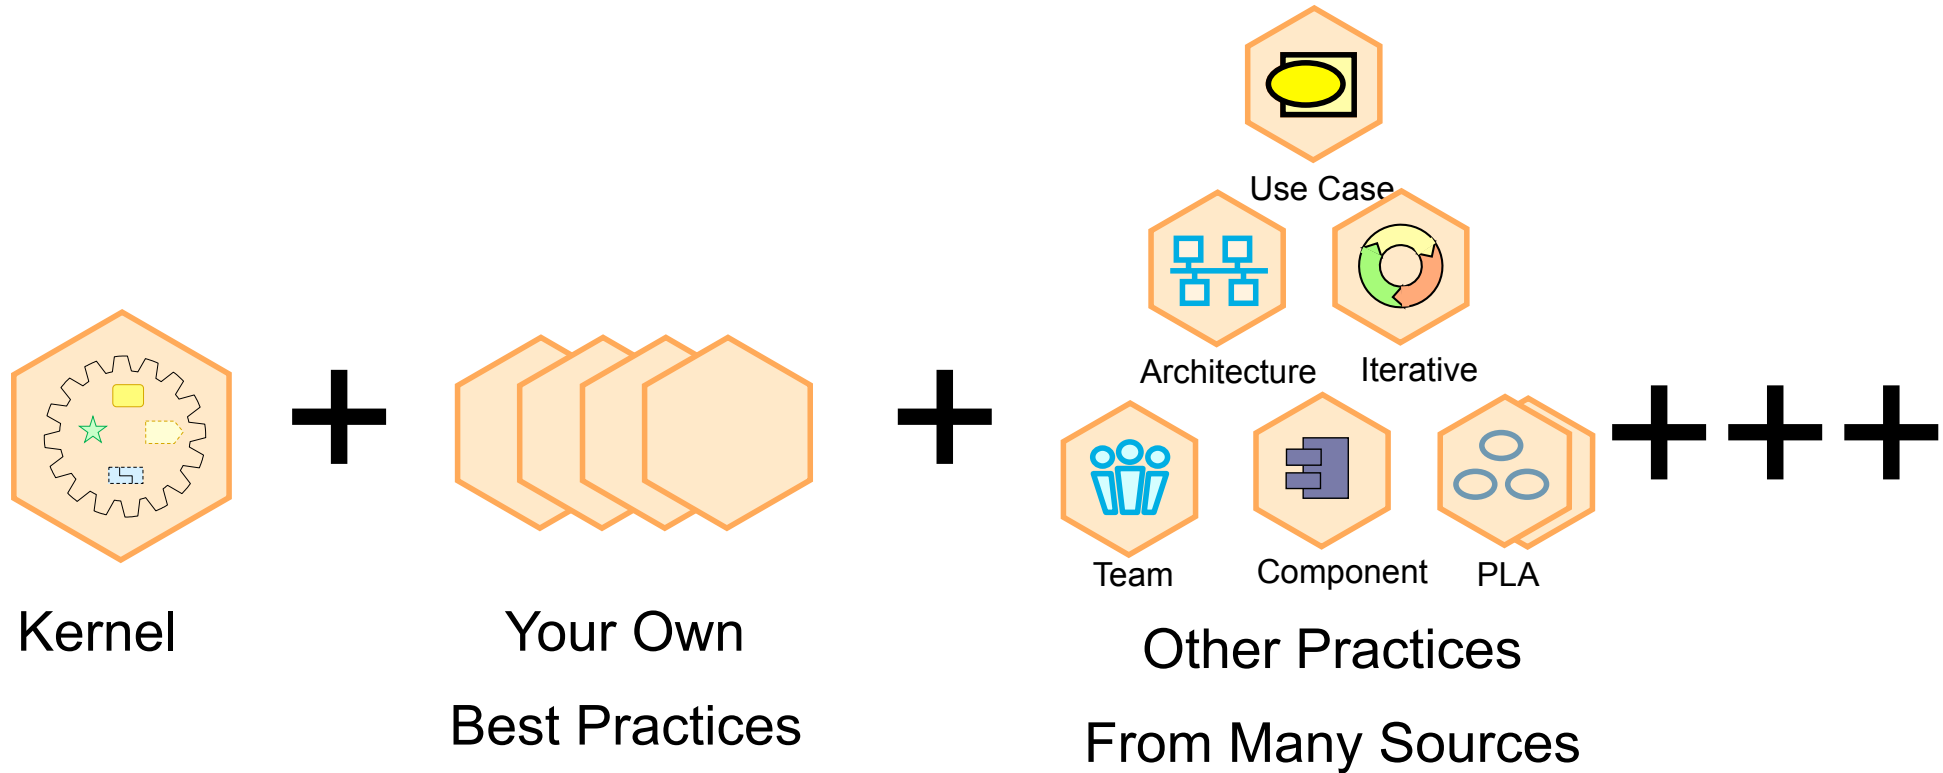 Use Case
Architecture
Iterative
Team
Component
PLA
Kernel
Your Own
Best Practices
Other Practices
From Many Sources